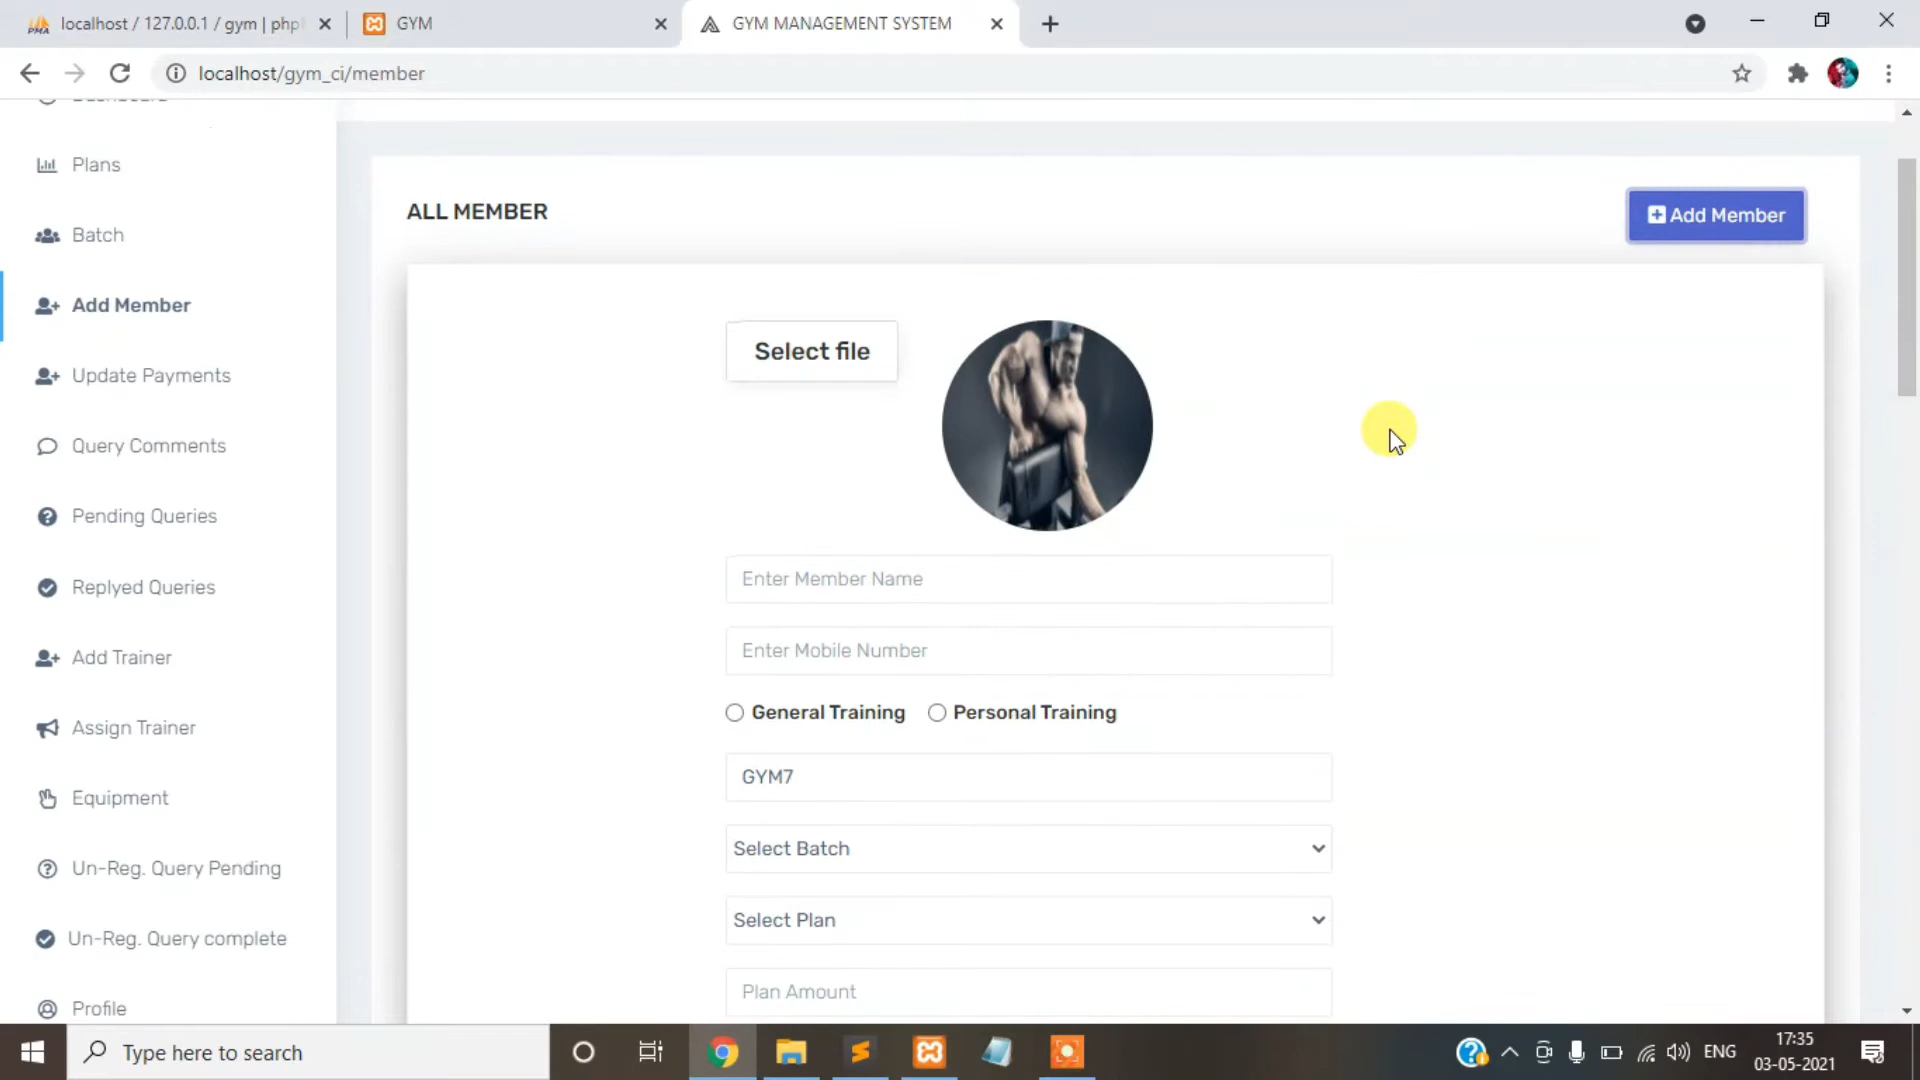 localhost / 127.0.0.1 / gym | php
GYM
GYM MANAGEMENT SYSTEM
localhost/gym_ci/member
Dashboard
Plans
Batch
Add Member
Update Payments
Query Comments
Pending Queries
Replyed Queries
Add Trainer
Assign Trainer
Equipment
Un-Reg. Query Pending
Un-Reg. Query complete
Profile
ALL MEMBER
Add Member
Select file
Enter Member Name
Enter Mobile Number
General Training
Personal Training
GYM7
Select Batch
Select Plan
Plan Amount
Type here to search
ENG
17:35
03-05-2021